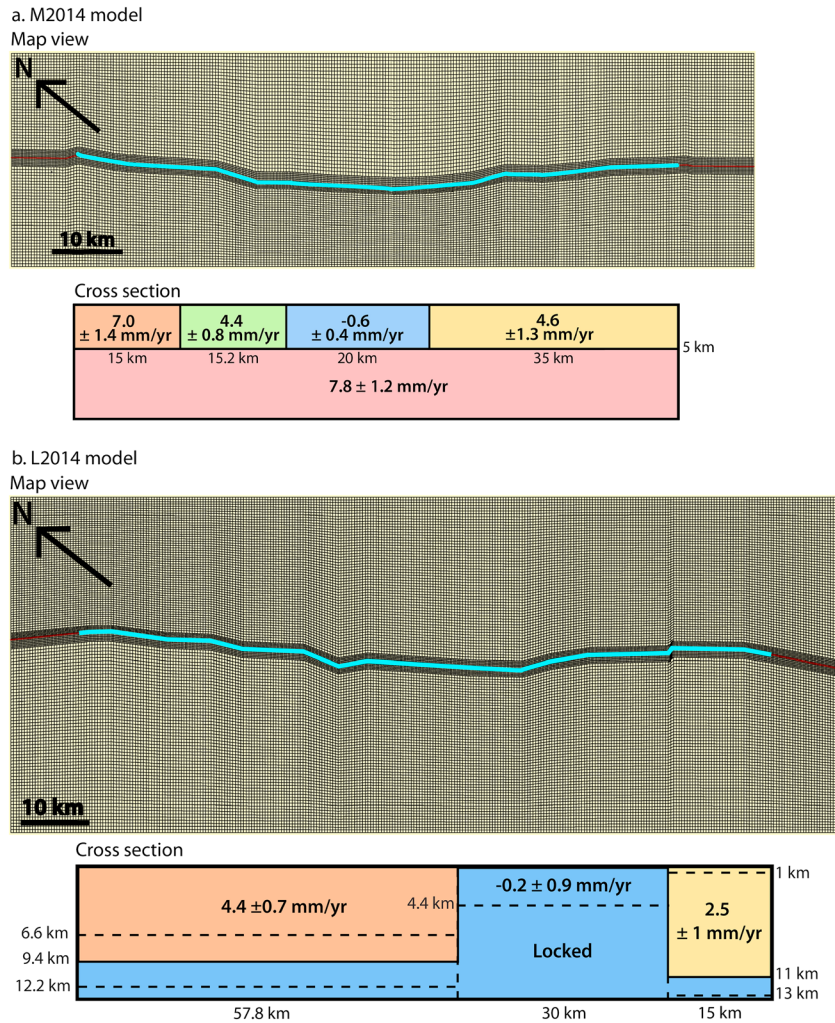 a. M2014 model
Map view
N
10 km
Cross section
7.0
± 1.4 mm/yr
4.4
± 0.8 mm/yr
-0.6
± 0.4 mm/yr
4.6
±1.3 mm/yr
5 km
15 km
15.2 km
20 km
35 km
7.8 ± 1.2 mm/yr
b. L2014 model
Map view
N
10 km
Cross section
1 km
-0.2 ± 0.9 mm/yr
4.4 ±0.7 mm/yr
4.4 km
2.5
± 1 mm/yr
6.6 km
Locked
9.4 km
11 km
12.2 km
13 km
57.8 km
30 km
15 km